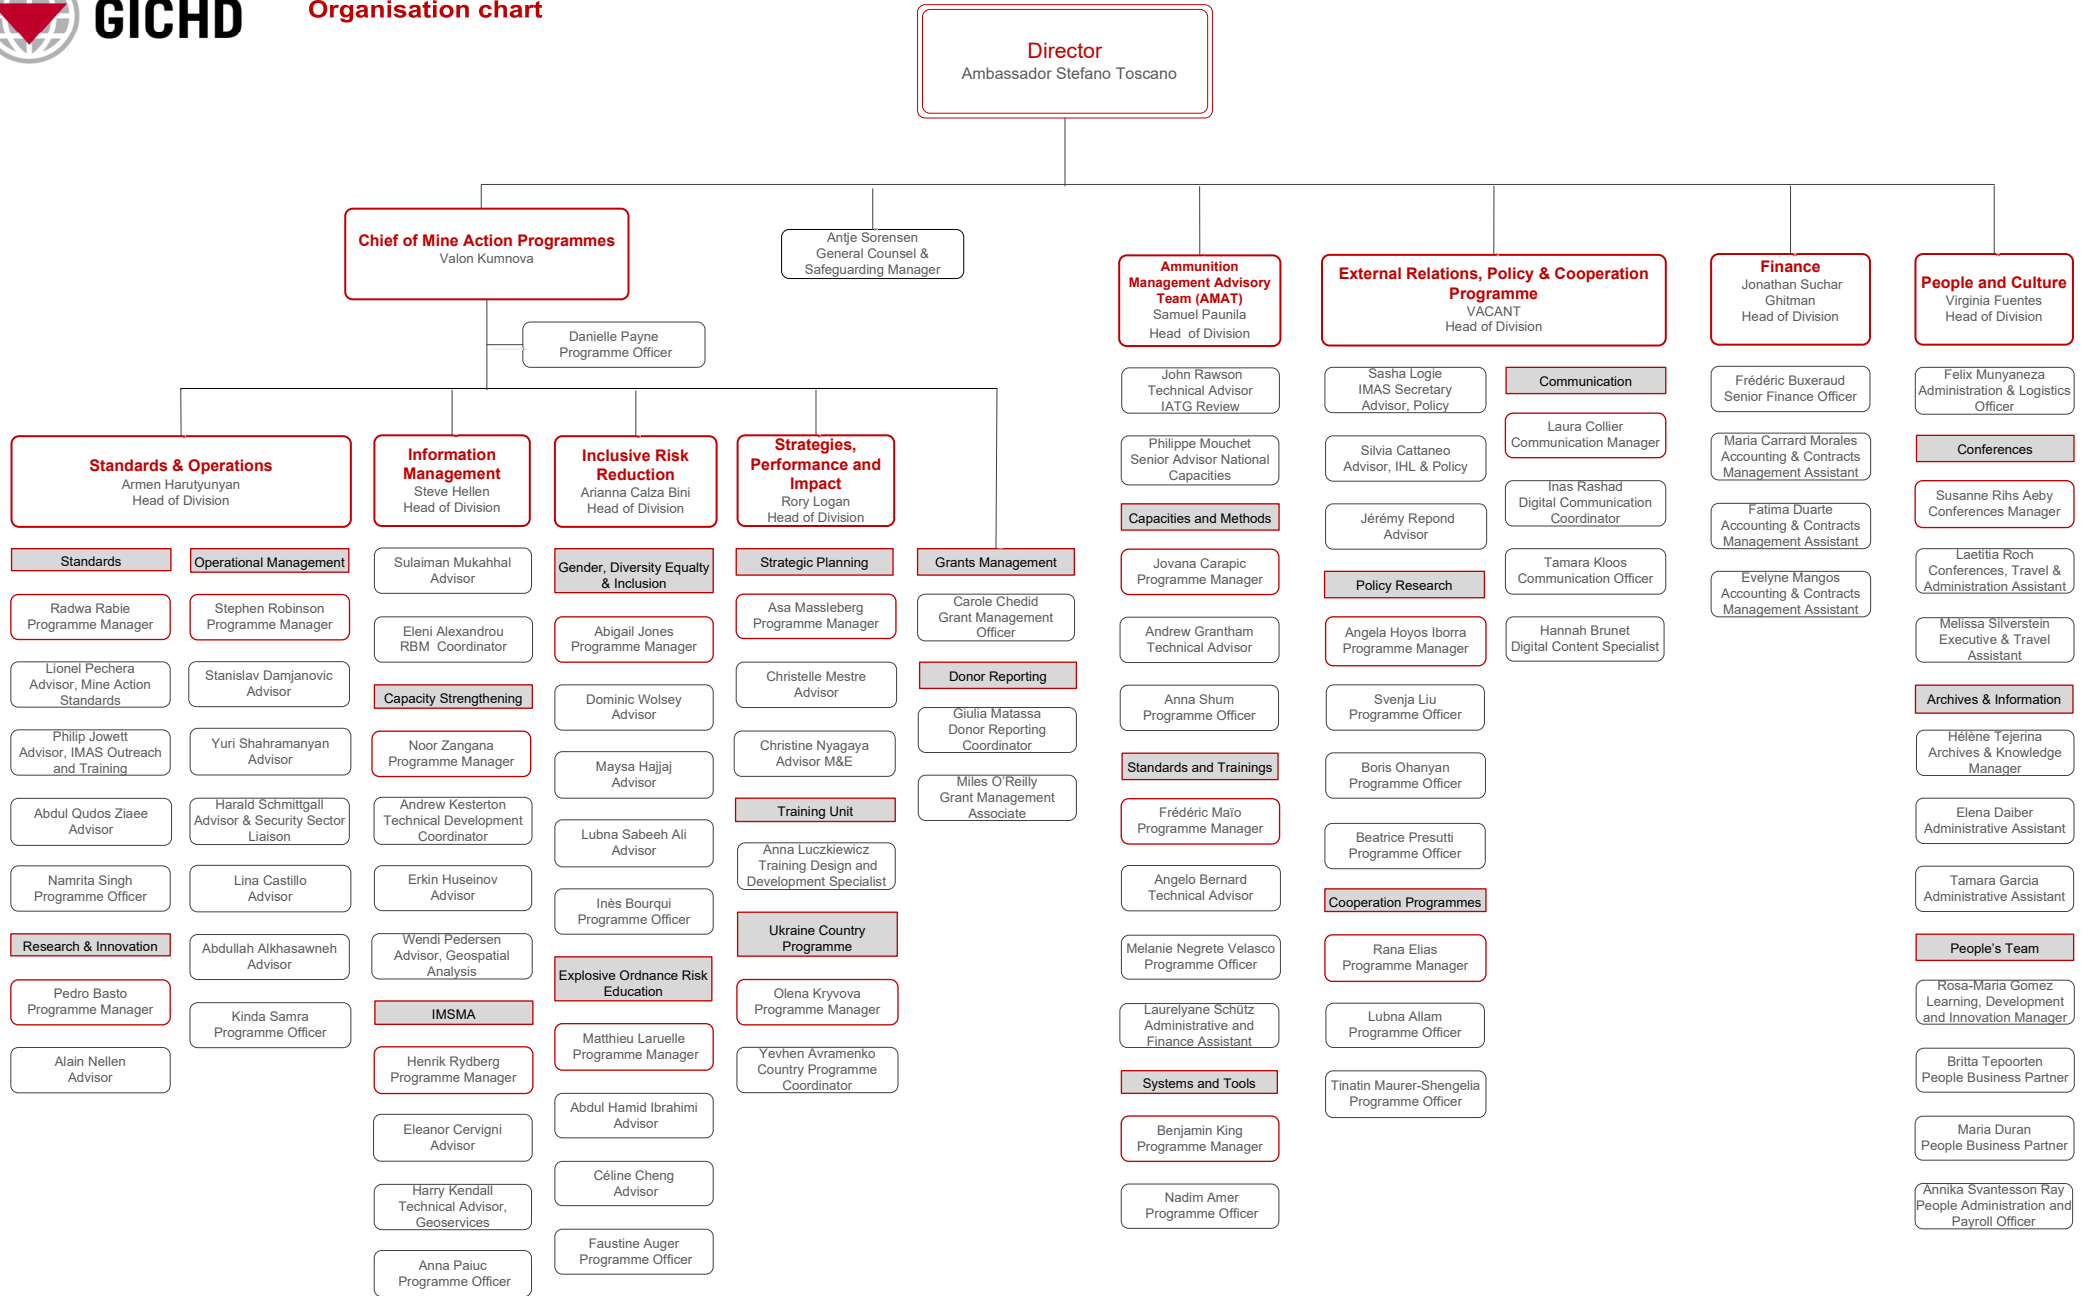 GICHD
Organisation chart
Director
Ambassador Stefano Toscano
Chief of Mine Action Programmes
Valon Kumnova
Antje Sorensen
General Counsel &
Safeguarding Manager
Danielle Payne
Programme Officer
Standards & Operations
Armen Harutyunyan
Head of Division
Standards
Radwa Rabie
Programme Manager
Lionel Pechera
Advisor, Mine Action
Standards
Philip Jowett
Advisor, IMAS Outreach
and Training
Abdul Qudos Ziaee
Advisor
Namrita Singh
Programme Officer
Research & Innovation
Pedro Basto
Programme Manager
Alain Nellen
Advisor
Operational Management
Stephen Robinson
Programme Manager
Stanislav Damjanovic
Advisor
Yuri Shahramanyan
Advisor
Harald Schmittgall
Advisor & Security Sector
Liaison
Lina Castillo
Advisor
Abdullah Alkhasawneh
Advisor
Kinda Samra
Programme Officer
Information
Management
Steve Hellen
Head of Division
Sulaiman Mukahhal
Advisor
Eleni Alexandrou
RBM Coordinator
Capacity Strengthening
Noor Zangana
Programme Manager
Andrew Kesterton
Technical Development
Coordinator
Erkin Huseinov
Advisor
Wendi Pedersen
Advisor, Geospatial
Analysis
IMSMA
Henrik Rydberg
Programme Manager
Eleanor Cervigni
Advisor
Harry Kendall
Technical Advisor,
Geoservices
Anna Paiuc
Programme Officer
Inclusive Risk
Reduction
Arianna Calza Bini
Head of Division
Gender, Diversity Equalty
& Inclusion
Abigail Jones
Programme Manager
Dominic Wolsey
Advisor
Maysa Hajjaj
Advisor
Lubna Sabeeh Ali
Advisor
Inès Bourqui
Programme Officer
Explosive Ordnance Risk
Education
Matthieu Laruelle
Programme Manager
Abdul Hamid Ibrahimi
Advisor
Céline Cheng
Advisor
Faustine Auger
Programme Officer
Strategies,
Performance and
Impact
Rory Logan
Head of Division
Strategic Planning
Asa Massleberg
Programme Manager
Christelle Mestre
Advisor
Christine Nyagaya
Advisor M&E
Training Unit
Anna Luczkiewicz
Training Design and
Development Specialist
Ukraine Country
Programme
Olena Kryvova
Programme Manager
Yevhen Avramenko
Country Programme
Coordinator
Grants Management
Carole Chedid
Grant Management
Officer
Donor Reporting
Giulia Matassa
Donor Reporting
Coordinator
Miles O'Reilly
Grant Management
Associate
Ammunition
Management Advisory
Team (AMAT)
Samuel Paunila
Head of Division
John Rawson
Technical Advisor
IATG Review
Philippe Mouchet
Senior Advisor National
Capacities
Capacities and Methods
Jovana Carapic
Programme Manager
Andrew Grantham
Technical Advisor
Anna Shum
Programme Officer
Standards and Trainings
Frédéric Maïo
Programme Manager
Angelo Bernard
Technical Advisor
Melanie Negrete Velasco
Programme Officer
Laurelyane Schütz
Administrative and
Finance Assistant
Systems and Tools
Benjamin King
Programme Manager
Nadim Amer
Programme Officer
External Relations, Policy & Cooperation
Programme
VACANT
Head of Division
Sasha Logie
IMAS Secretary
Advisor, Policy
Silvia Cattaneo
Advisor, IHL & Policy
Jérémy Repond
Advisor
Policy Research
Angela Hoyos Iborra
Programme Manager
Svenja Liu
Programme Officer
Boris Ohanyan
Programme Officer
Beatrice Presutti
Programme Officer
Cooperation Programmes
Rana Elias
Programme Manager
Lubna Allam
Programme Officer
Tinatin Maurer-Shengelia
Programme Officer
Communication
Laura Collier
Communication Manager
Inas Rashad
Digital Communication
Coordinator
Tamara Kloos
Communication Officer
Hannah Brunet
Digital Content Specialist
Finance
Jonathan Suchar
Ghitman
Head of Division
Frédéric Buxeraud
Senior Finance Officer
Maria Carrard Morales
Accounting & Contracts
Management Assistant
Fatima Duarte
Accounting & Contracts
Management Assistant
Evelyne Mangos
Accounting & Contracts
Management Assistant
People and Culture
Virginia Fuentes
Head of Division
Felix Munyaneza
Administration & Logistics
Officer
Conferences
Susanne Rihs Aeby
Conferences Manager
Laetitia Roch
Conferences, Travel &
Administration Assistant
Melissa Silverstein
Executive & Travel
Assistant
Archives & Information
Hélène Tejerina
Archives & Knowledge
Manager
Elena Daiber
Administrative Assistant
Tamara Garcia
Administrative Assistant
People's Team
Rosa-Maria Gomez
Learning, Development
and Innovation Manager
Britta Tepoorten
People Business Partner
Maria Duran
People Business Partner
Annika Svantesson Ray
People Administration and
Payroll Officer